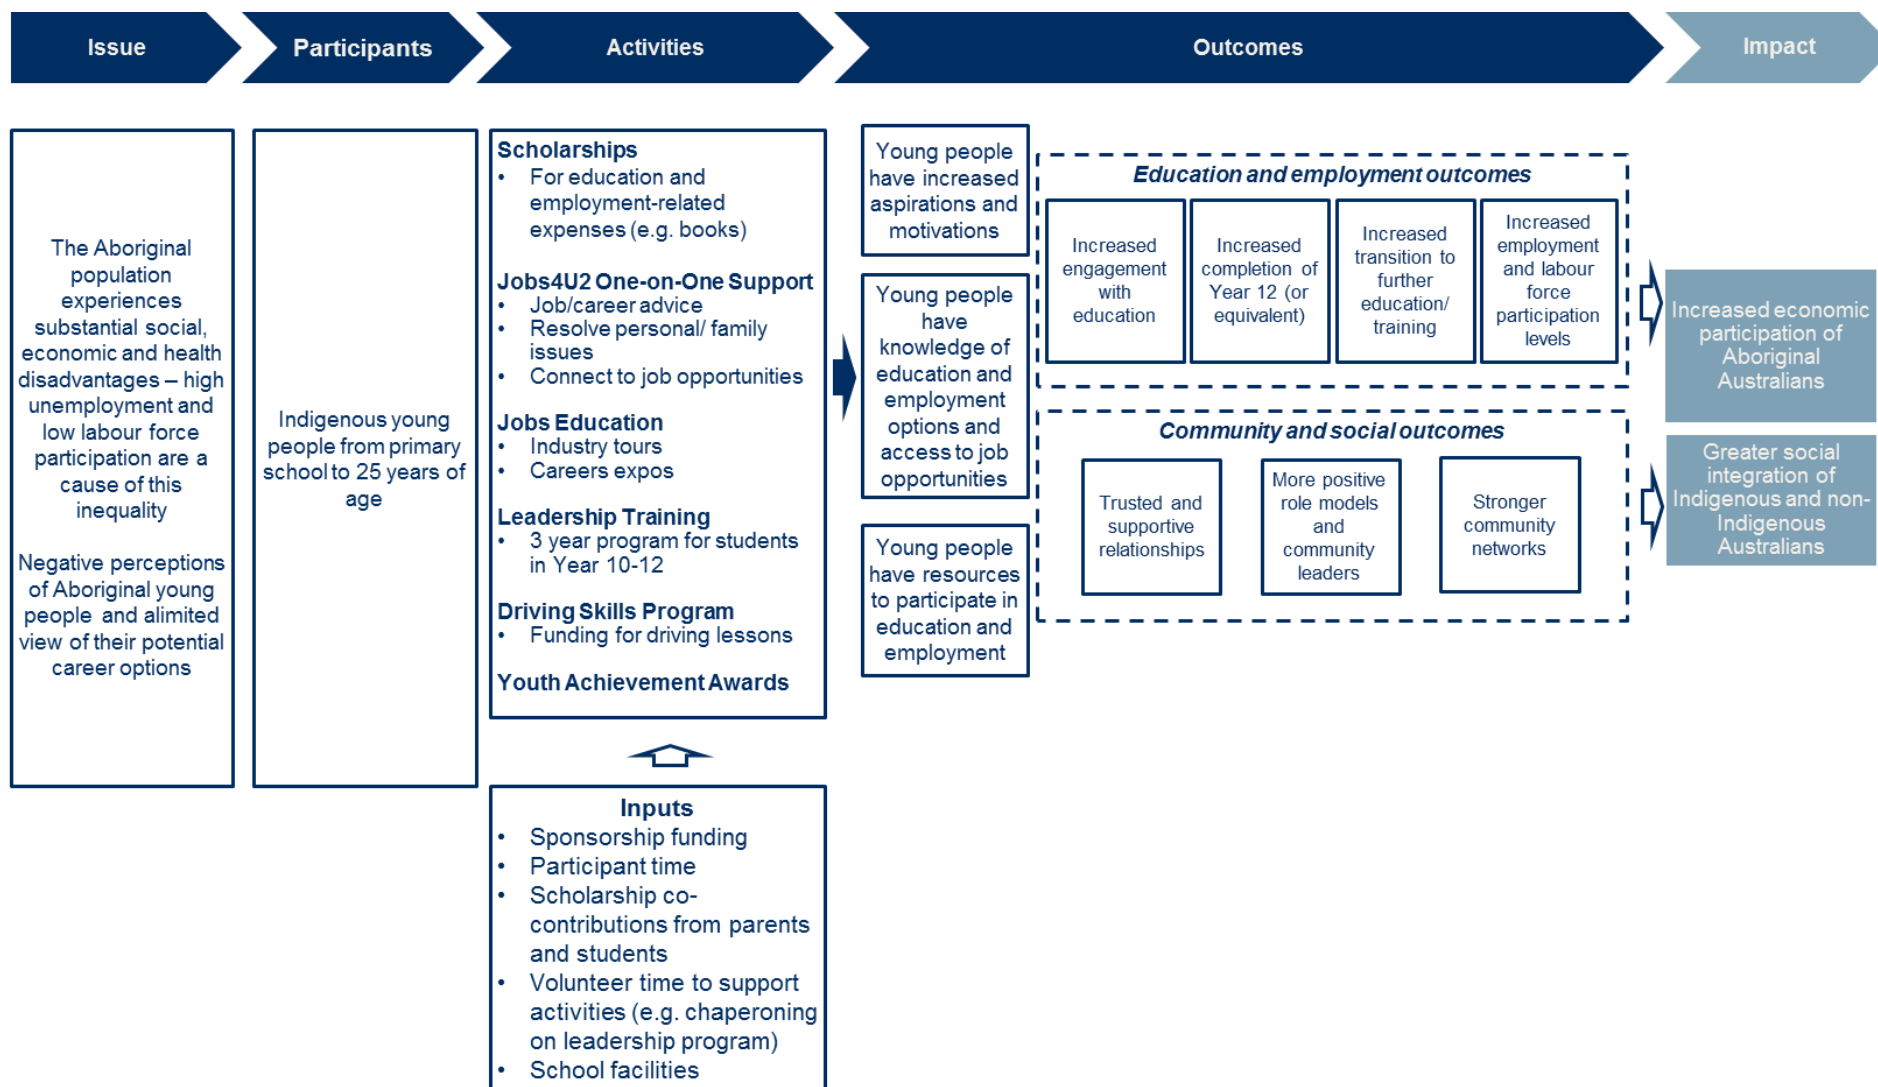 Issue
Participants
Activities
Outcomes
Impact
The Aboriginal
population
experiences
substantial social,
economic and health
disadvantages – high
unemployment and
low labour force
participation are a
cause of this
inequality
Negative perceptions
of Aboriginal young
people and alimited
view of their potential
career options
Indigenous young
people from primary
school to 25 years of
age
Scholarships
• For education and
employment-related
expenses (e.g. books)
Jobs4U2 One-on-One Support
• Job/career advice
• Resolve personal/ family
issues
• Connect to job opportunities
Jobs Education
• Industry tours
• Careers expos
Leadership Training
• 3 year program for students
in Year 10-12
Driving Skills Program
• Funding for driving lessons
Youth Achievement Awards
Inputs
• Sponsorship funding
• Participant time
• Scholarship co-
contributions from parents
and students
• Volunteer time to support
activities (e.g. chaperoning
on leadership program)
• School facilities
Young people
have increased
aspirations and
motivations
Young people
have
knowledge of
education and
employment
options and
access to job
opportunities
Young people
have resources
to participate in
education and
employment
Education and employment outcomes
Increased
engagement
with
education
Increased
completion of
Year 12 (or
equivalent)
Increased
transition to
further
education/
training
Increased
employment
and labour
force
participation
levels
Community and social outcomes
Trusted and
supportive
relationships
More positive
role models
and
community
leaders
Stronger
community
networks
Increased economic
participation of
Aboriginal
Australians
Greater social
integration of
Indigenous and non-
Indigenous
Australians